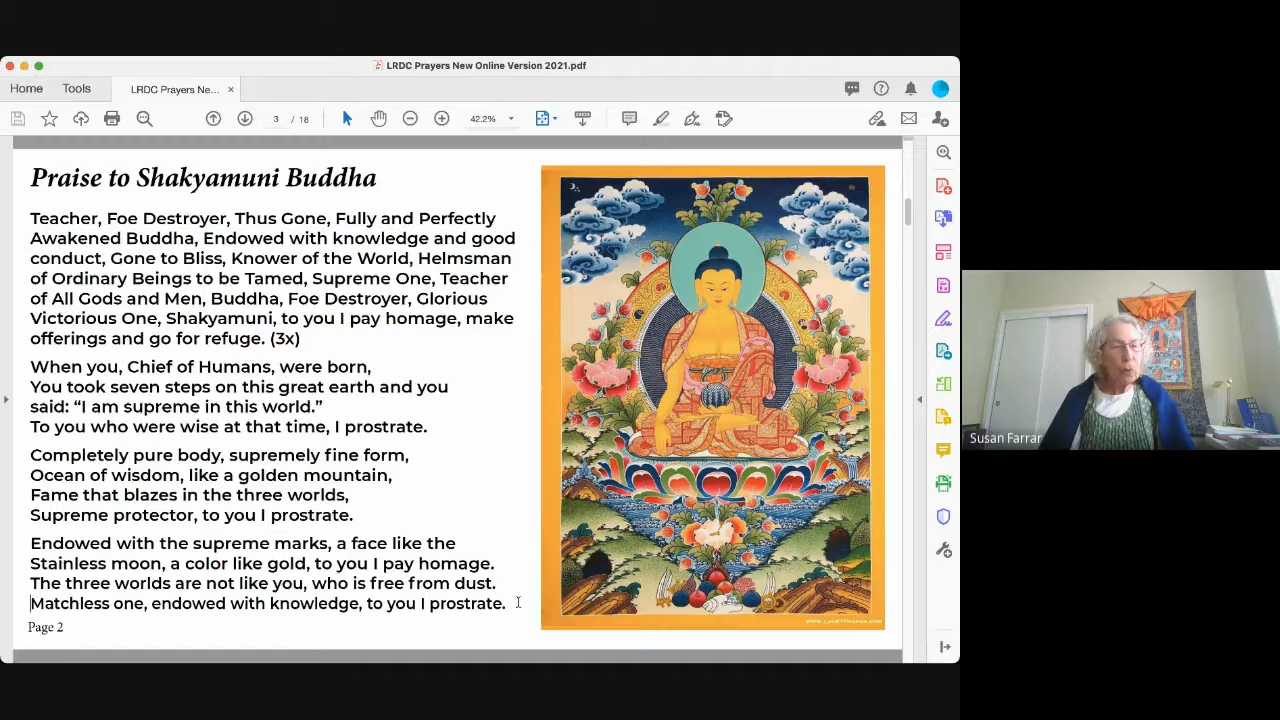 LRDC Prayers New Online Version 2021.pdf
Home
Tools
LRDC Prayers Ne...
3 / 18
42.2%
Praise to Shakyamuni Buddha
Teacher, Foe Destroyer, Thus Gone, Fully and Perfectly
Awakened Buddha, Endowed with knowledge and good
conduct, Gone to Bliss, Knower of the World, Helmsman
of Ordinary Beings to be Tamed, Supreme One, Teacher
of All Gods and Men, Buddha, Foe Destroyer, Glorious
Victorious One, Shakyamuni, to you I pay homage, make
offerings and go for refuge. (3x)
When you, Chief of Humans, were born,
You took seven steps on this great earth and you
said: “I am supreme in this world.”
To you who were wise at that time, I prostrate.
Completely pure body, supremely fine form,
Ocean of wisdom, like a golden mountain,
Fame that blazes in the three worlds,
Supreme protector, to you I prostrate.
Endowed with the supreme marks, a face like the
Stainless moon, a color like gold, to you I pay homage.
The three worlds are not like you, who is free from dust.
Matchless one, endowed with knowledge, to you I prostrate.
Page 2
Susan Farrar